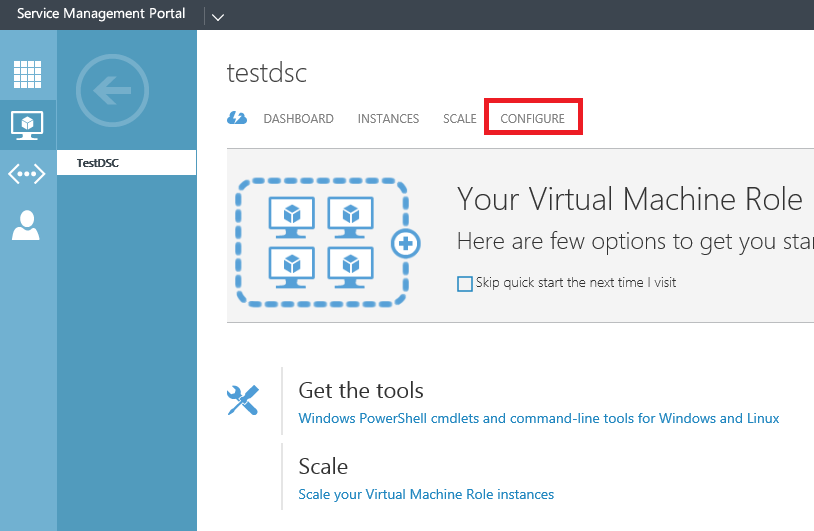 Service Management Portal
testdsc
DASHBOARD INSTANCES SCALE CONFIGURE
TestDSC
Your Virtual Machine Role
Here are few options to get you
Skip quick start the next time I visit
Get the tools
Windows PowerShell cmdlets and command-line tools for Windows and Linux
Scale
Scale your Virtual Machine Role instances